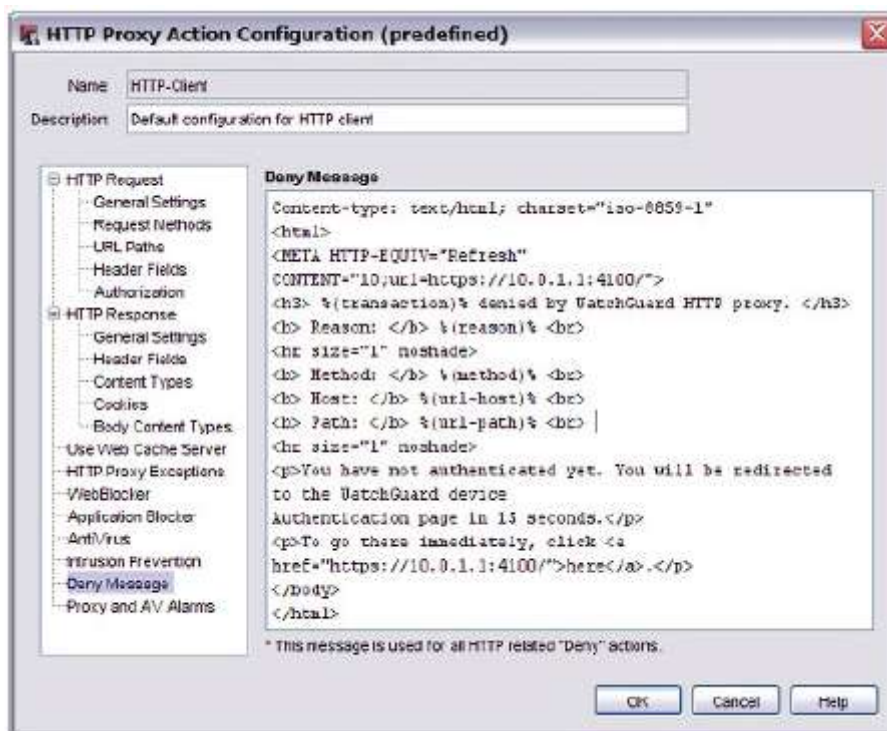 HTTP Proxy Action Configuration (predefined)
Name HTTP-Client
Description Default configuration for HTTP client
HTTP Request
General Settings
Request Methods
URL Paths
Header Fields
Authorization
HTTP Response
General Settings
Header Fields
Content Types
Cookies
Body Content Types
Use Web Cache Server
HTTP Proxy Exceptions
WebBlocker
Application Blocker
AntiVirus
Intrusion Prevention
Deny Message
Proxy and AV Alarms
Deny Message
Content-type: text/html; charset="iso-8859-1"
<html>
<META HTTP-EQUIV="Refresh"
CONTENT="10;url=https://10.0.1.1:4100/">
<h3> %(transaction)% denied by WatchGuard HTTP proxy. </h3>
<b> Reason: </b> %(reason)% <br>
<hr size="1" noshade>
<b> Method: </b> %(method)% <br>
<b> Host: </b> %(url-host)% <br>
<b> Path: </b> %(url-path)% <br>
<hr size="1" noshade>
<p>You have not authenticated yet. You will be redirected
to the WatchGuard device
Authentication page in 15 seconds.</p>
<p>To go there immediately, click <a
href="https://10.0.1.1:4100/">here</a>.</p>
</body>
</html>
* This message is used for all HTTP related "Deny" actions.
OK Cancel Help